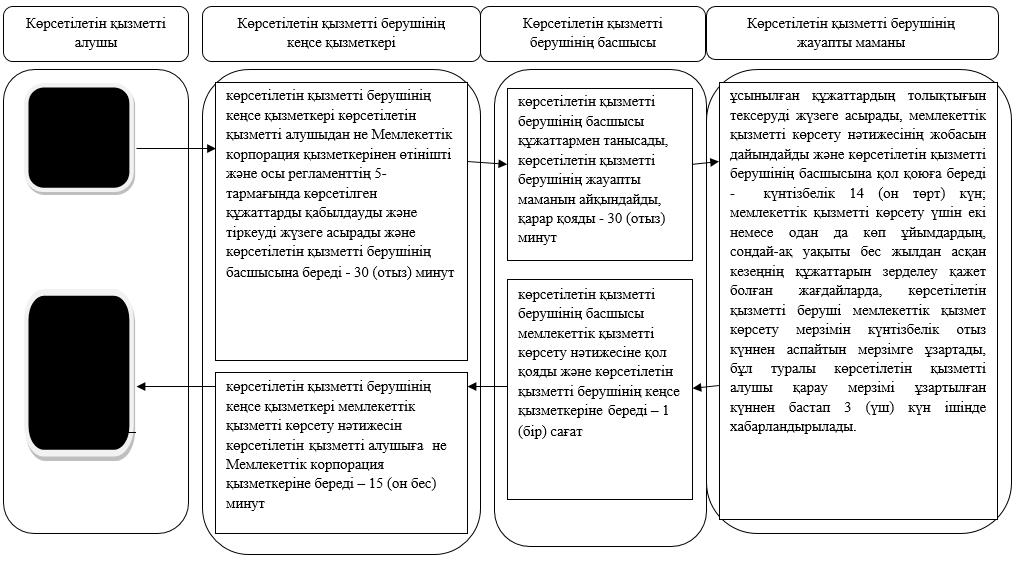 Көрсетілетін қызметті
алушы
Көрсетілетін қызметті берушінің
кеңсе қызметкері
Көрсетілетін қызметті
берушінің басшысы
Көрсетілетін қызметті берушінің
жауапты маманы
көрсетілетін қызметті берушінің
кеңсе қызметкері көрсетілетін
қызметті алушыдан не Мемлекеттік
корпорация қызметкерінен өтінішті
және осы регламенттің 5-
тармағында көрсетілген
құжаттарды қабылдауды және
тіркеуді жүзеге асырады және
көрсетілетін қызметті берушінің
басшысына береді - 30 (отыз) минут
көрсетілетін қызметті
берушінің басшысы
құжаттармен танысады,
көрсетілетін қызметті
берушінің жауапты
маманын айқындайды,
қарар қояды - 30 (отыз)
минут
ұсынылған құжаттардың толықтығын
тексеруді жүзеге асырады, мемлекеттік
қызметті көрсету нәтижесінің жобасын
дайындайды және көрсетілетін қызметті
берушінің басшысына қол қоюға береді
- күнтізбелік 14 (он төрт) күн;
мемлекеттік қызметті көрсету үшін екі
немесе одан да көп ұйымдардың,
сондай-ақ уақыты бес жылдан асқан
кезеңнің құжаттарын зерделеу қажет
болған жағдайларда, көрсетілетін
қызметті беруші мемлекеттік қызмет
көрсету мерзімін күнтізбелік отыз
күннен аспайтын мерзімге ұзартады,
бұл туралы көрсетілетін қызметті
алушы қарау мерзімі ұзартылған
күннен бастап 3 (үш) күн ішінде
хабарландырылады.
көрсетілетін қызметті
берушінің басшысы
мемлекеттік қызметті
көрсету нәтижесіне қол
қояды және көрсетілетін
қызметті берушінің кеңсе
қызметкеріне береді – 1
(бір) сағат
көрсетілетін қызметті берушінің
кеңсе қызметкері мемлекеттік
қызметті көрсету нәтижесін
көрсетілетін қызметті алушыға не
Мемлекеттік корпорация
қызметкеріне береді – 15 (он бес)
минут